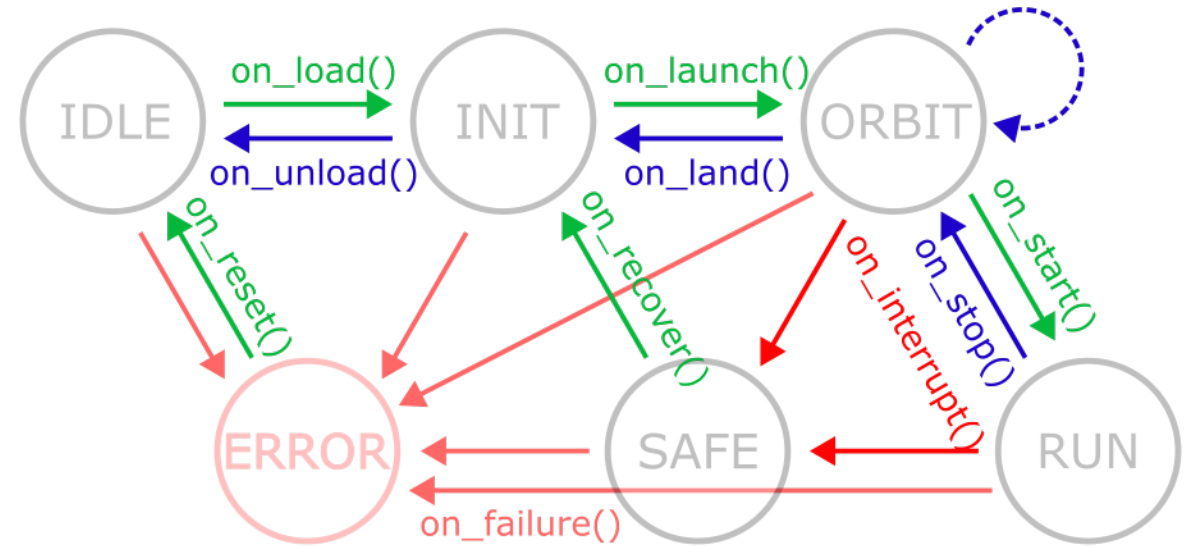 on_load()
on_launch()
IDLE
INIT
ORBIT
on_unload()
on_land()
on_reset()
on_recover()
on_interrupt()
on_stop()
on_start()
ERROR
SAFE
RUN
on_failure()